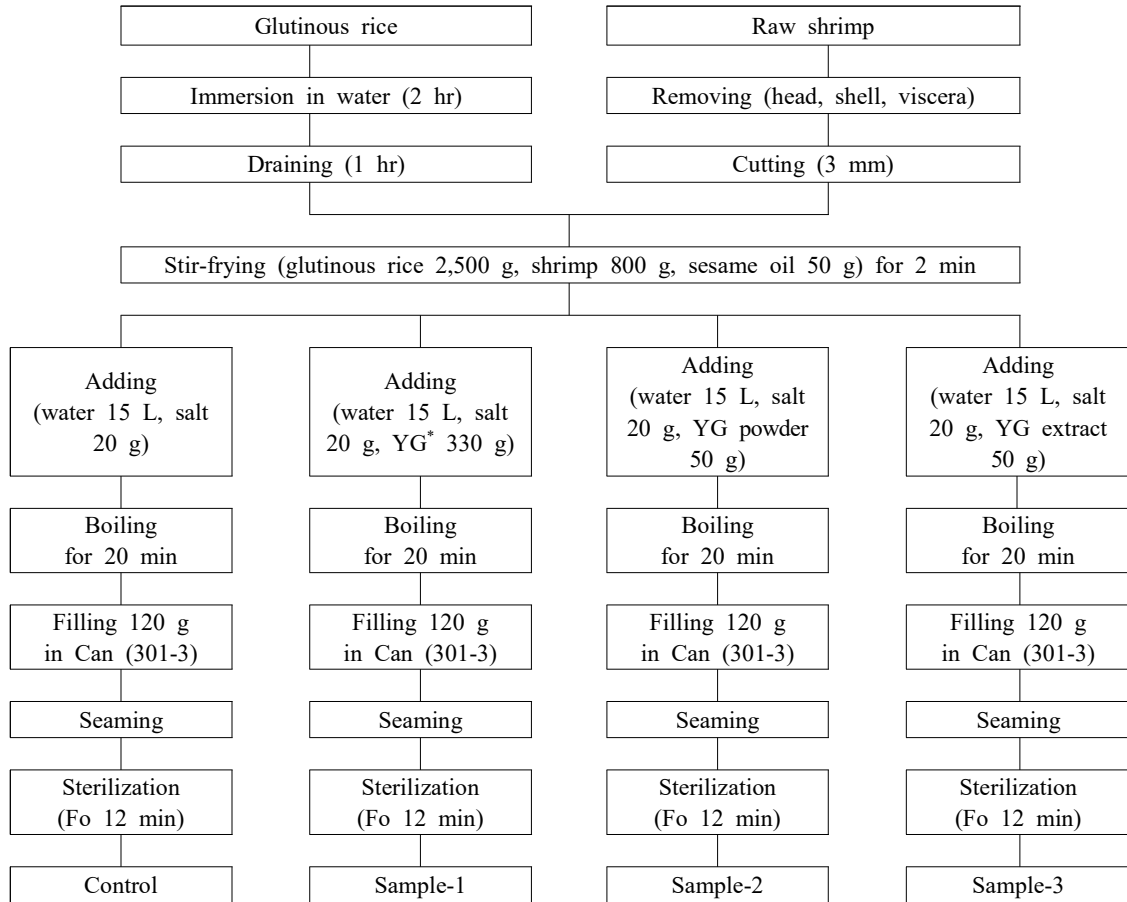 Glutinous rice
Raw shrimp
Immersion in water (2 hr)
Removing (head, shell, viscera)
Draining (1 hr)
Cutting (3 mm)
Stir-frying (glutinous rice 2,500 g, shrimp 800 g, sesame oil 50 g) for 2 min
Adding
(water 15 L, salt
20 g)
Adding
(water 15 L, salt
20 g, YG* 330 g)
Adding
(water 15 L, salt
20 g, YG powder
50 g)
Adding
(water 15 L, salt
20 g, YG extract
50 g)
Boiling
for 20 min
Boiling
for 20 min
Boiling
for 20 min
Boiling
for 20 min
Filling 120 g
in Can (301-3)
Filling 120 g
in Can (301-3)
Filling 120 g
in Can (301-3)
Filling 120 g
in Can (301-3)
Seaming
Seaming
Seaming
Seaming
Sterilization
(Fo 12 min)
Sterilization
(Fo 12 min)
Sterilization
(Fo 12 min)
Sterilization
(Fo 12 min)
Control
Sample-1
Sample-2
Sample-3